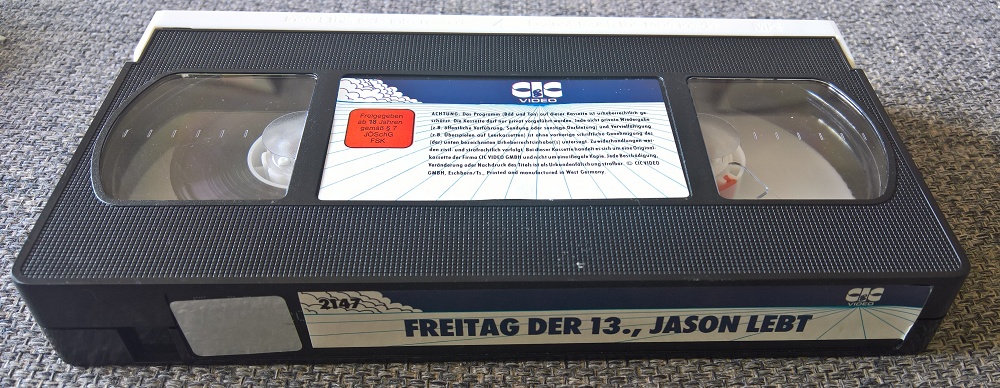 CIC
VIDEO
Freigegeben
ab 18 Jahren
gemäß § 7
JÖSchG
FSK
ACHTUNG: Das Programm (Bild und Ton) auf dieser Kassette ist urheberrechtlich ge-
schützt. Die Kassette darf nur privat vorgeführt werden. Jede nicht private Wiedergabe
(z.B. öffentliche Vorführung, Sendung oder sonstige Darbietung) und Vervielfältigung
(z.B. Überspielen auf Leerkassette) ist ohne vorherige schriftliche Genehmigung des
(der) unten bezeichneten Urheberrechtsinhabe(s) untersagt. Zuwiderhandlungen wer-
den zivil- und strafrechtlich verfolgt. Bei dieser Kassette handelt es sich um eine Original-
kassette der Firma CIC VIDEO GMBH und nicht um eine illegale Kopie. Jede Beschädigung,
Veränderung oder Nachdruck des Titels ist als Urkundenfälschung strafbar. © CIC VIDEO
GMBH, Eschborn/Ts., Printed and manufactured in West Germany.
2147
CIC
VIDEO
FREITAG DER 13., JASON LEBT